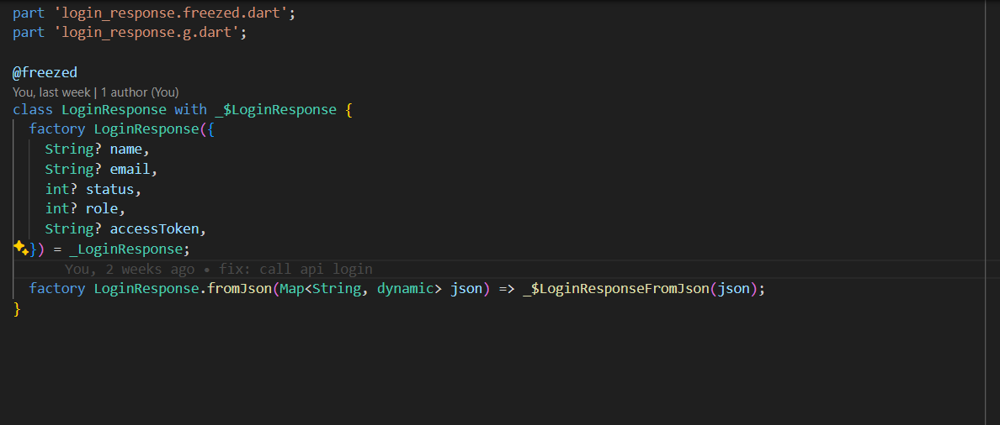 part 'login_response.freezed.dart';
part 'login_response.g.dart';
@freezed
You, last week | 1 author (You)
class LoginResponse with _$LoginResponse {
factory LoginResponse({
String? name,
String? email,
int? status,
int? role,
String? accessToken,
}) = _LoginResponse;
You, 2 weeks ago • fix: call api login
factory LoginResponse.fromJson(Map<String, dynamic> json) => _$LoginResponseFromJson(json);
}